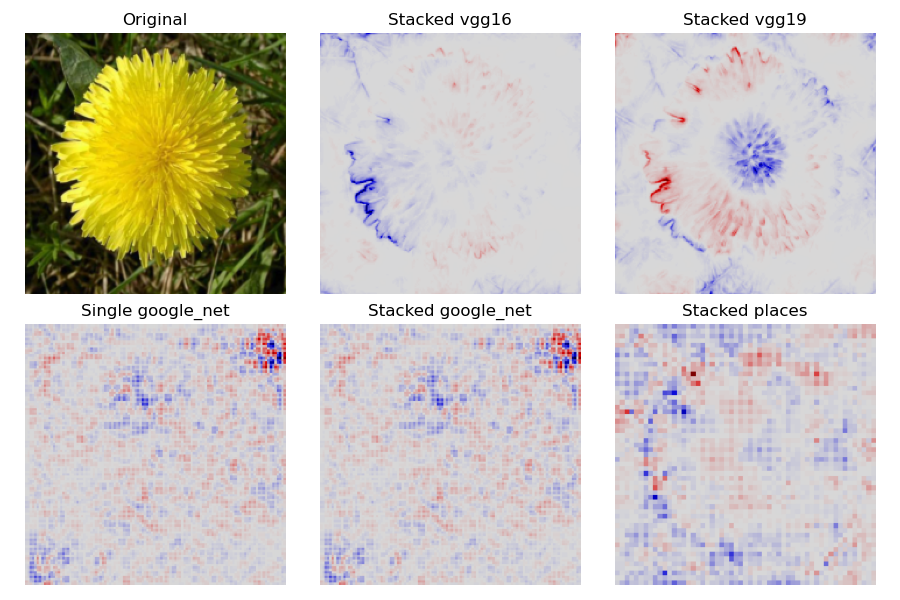 Original
Stacked vgg16
Stacked vgg19
Single google_net
Stacked google_net
Stacked places